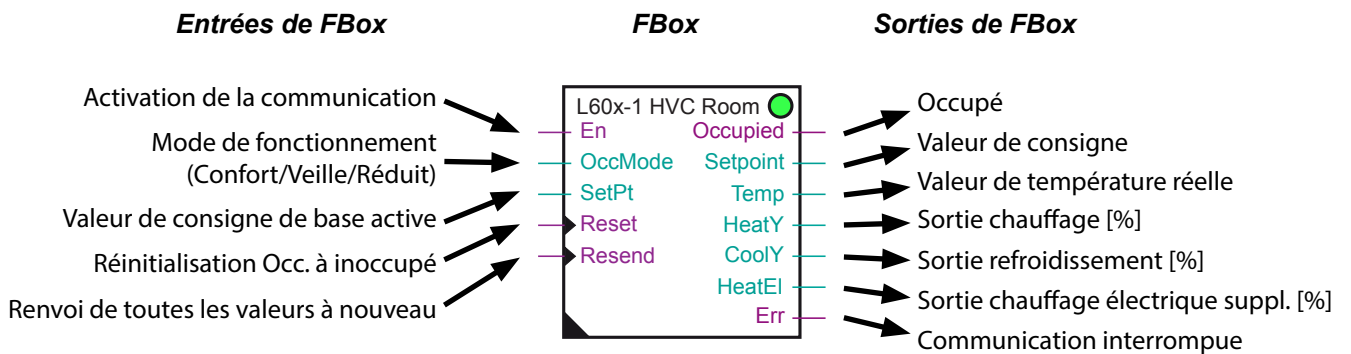 Entrées de FBox
FBox
Sorties de FBox
Activation de la communication
Mode de fonctionnement
(Confort/Veille/Réduit)
Valeur de consigne de base active
Réinitialisation Occ. à inoccupé
Renvoi de toutes les valeurs à nouveau
L60x-1 HVC Room
En
OccMode
SetPt
Reset
Resend
Occupied
Setpoint
Temp
HeatY
CoolY
HeatEl
Err
Occupé
Valeur de consigne
Valeur de température réelle
Sortie chauffage [%]
Sortie refroidissement [%]
Sortie chauffage électrique suppl. [%]
Communication interrompue